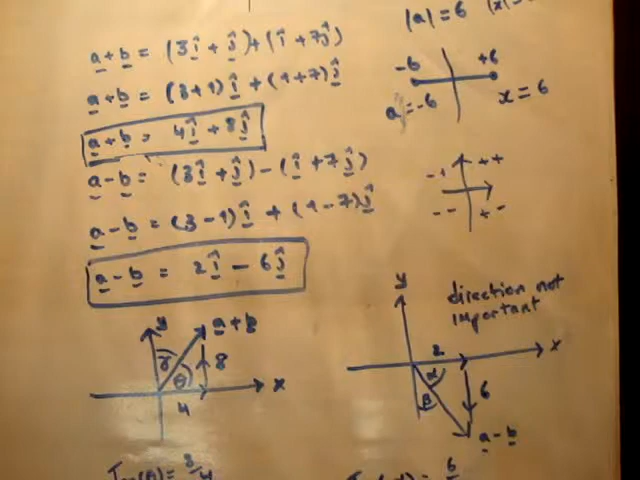 a + b = (3î + ĵ) + (î + 7ĵ)
a + b = (3+1)î + (1+7)ĵ
a + b = 4î + 8ĵ
a - b = (3î + ĵ) - (î + 7ĵ)
a - b = (3-1)î + (1-7)ĵ
a - b = 2î - 6ĵ
|a| = 6
-6 +6
a = -6 x = 6
-+ ++
-- +-
y a + b
γ 8
θ
4 x
direction not
important
y
2 x
α
β 6
a - b